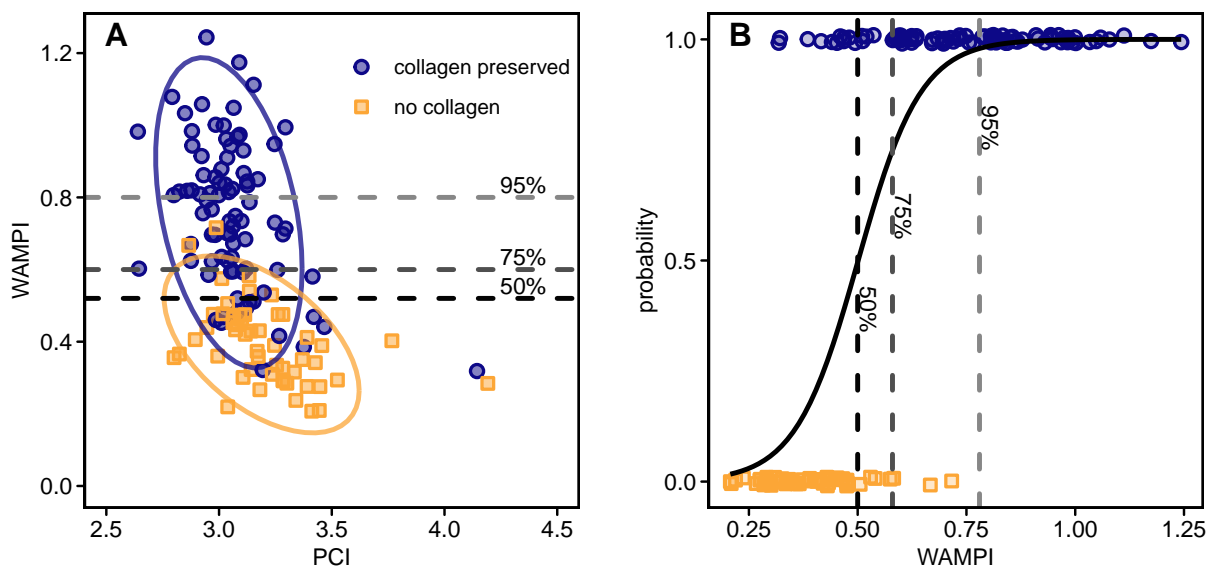 A
collagen preserved
no collagen
95%
75%
50%
WAMPI
1.2
0.8
0.4
0.0
2.5 3.0 3.5 4.0 4.5
PCI
B
95%
75%
50%
probability
1.0
0.5
0.0
0.25 0.50 0.75 1.00 1.25
WAMPI